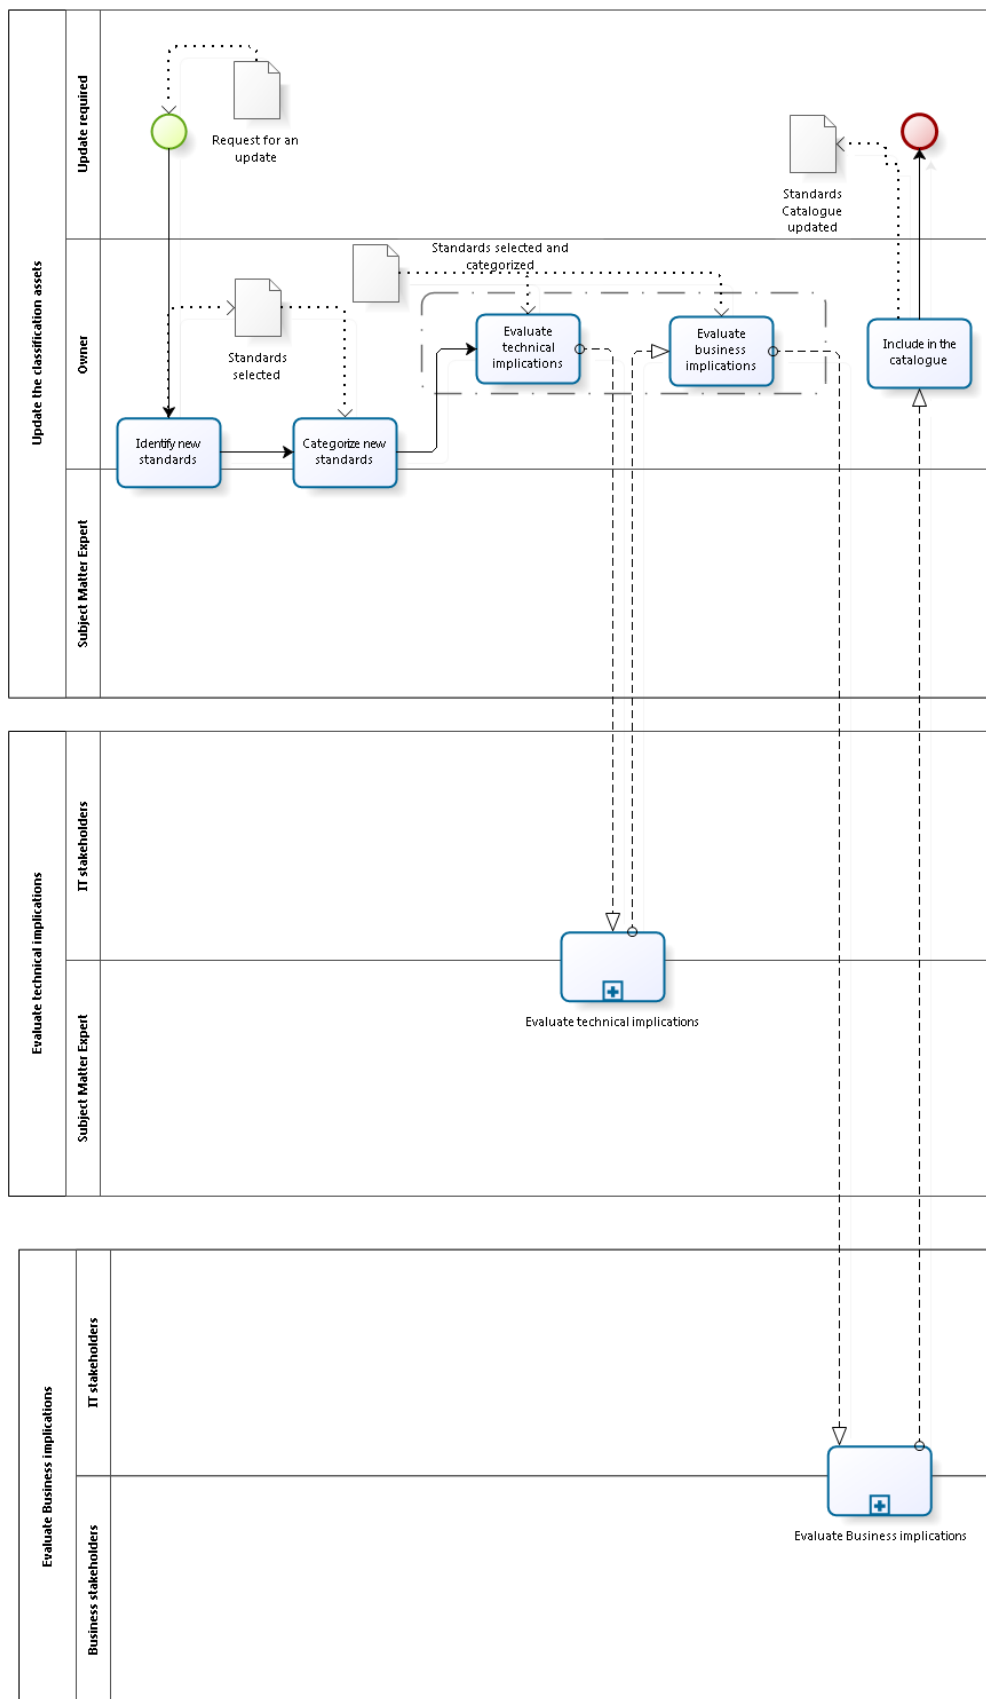 Update the classification assets
Update required
Request for an
update
Standards
Catalogue
updated
Owner
Standards selected and
categorized
Standards
selected
Evaluate
technical
implications
Evaluate
business
implications
Include in the
catalogue
Identify new
standards
Categorize new
standards
Subject Matter Expert
Evaluate technical implications
IT stakeholders
Evaluate technical implications
Subject Matter Expert
Evaluate Business implications
IT stakeholders
Evaluate Business implications
Business stakeholders